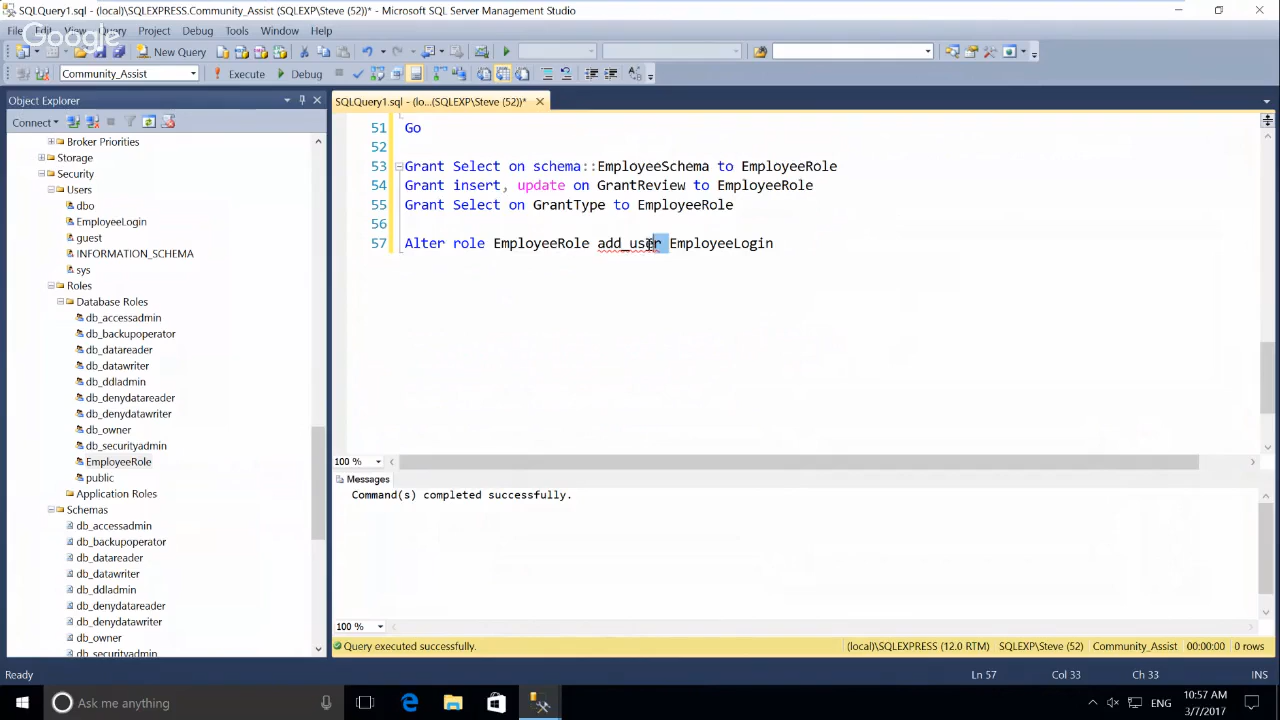 SQLQuery1.sql - (local)\SQLEXPRESS.Community_Assist (SQLEXP\Steve (52))* - Microsoft SQL Server Management Studio
File Edit View Query Project Debug Tools Window Help
Google
New Query
Community_Assist Execute Debug
Object Explorer
Connect
Broker Priorities
Storage
Security
Users
dbo
EmployeeLogin
guest
INFORMATION_SCHEMA
sys
Roles
Database Roles
db_accessadmin
db_backupoperator
db_datareader
db_datawriter
db_ddladmin
db_denydatareader
db_denydatawriter
db_owner
db_securityadmin
EmployeeRole
public
Application Roles
Schemas
db_accessadmin
db_backupoperator
db_datareader
db_datawriter
db_ddladmin
db_denydatareader
db_denydatawriter
db_owner
db_securityadmin
SQLQuery1.sql - (lo...(SQLEXP\Steve (52))*
51 Go
52
53 Grant Select on schema::EmployeeSchema to EmployeeRole
54 Grant insert, update on GrantReview to EmployeeRole
55 Grant Select on GrantType to EmployeeRole
56
57 Alter role EmployeeRole add_user EmployeeLogin
100 %
Messages
Command(s) completed successfully.
100 %
Query executed successfully. (local)\SQLEXPRESS (12.0 RTM) SQLEXP\Steve (52) Community_Assist 00:00:00 0 rows
Ready Ln 57 Col 33 Ch 33 INS
Ask me anything ENG 10:57 AM
3/7/2017